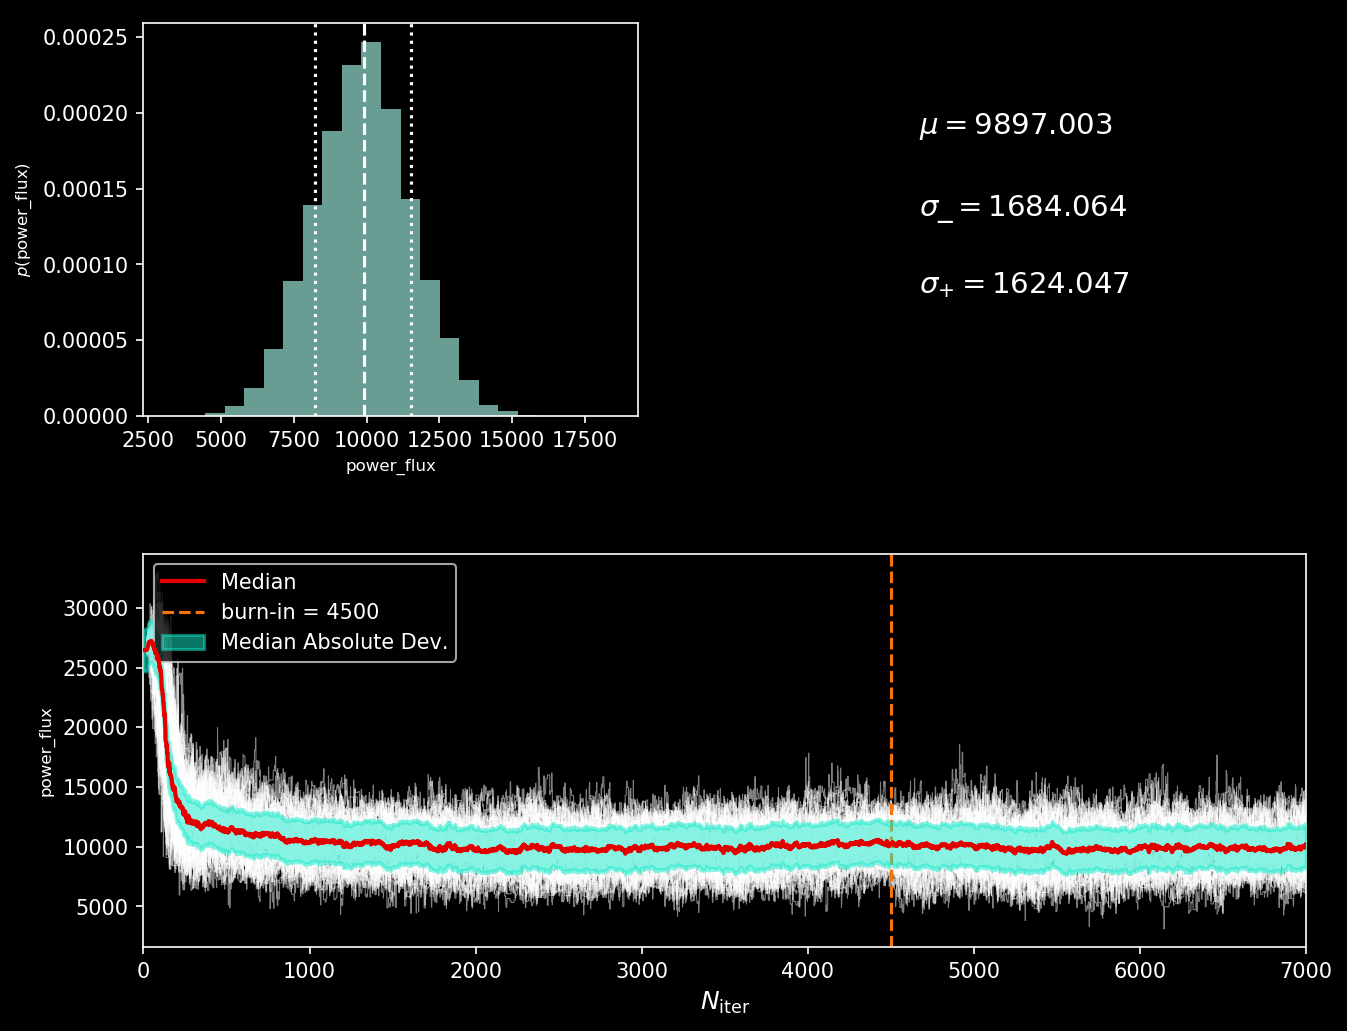 0.00025
0.00020
0.00015
0.00010
0.00005
0.00000
p(power_flux)
2500 5000 7500 10000 12500 15000 17500
power_flux
μ = 9897.003
σ_ = 1684.064
σ+ = 1624.047
30000
25000
20000
15000
10000
5000
power_flux
Median
burn-in = 4500
Median Absolute Dev.
0 1000 2000 3000 4000 5000 6000 7000
Niter